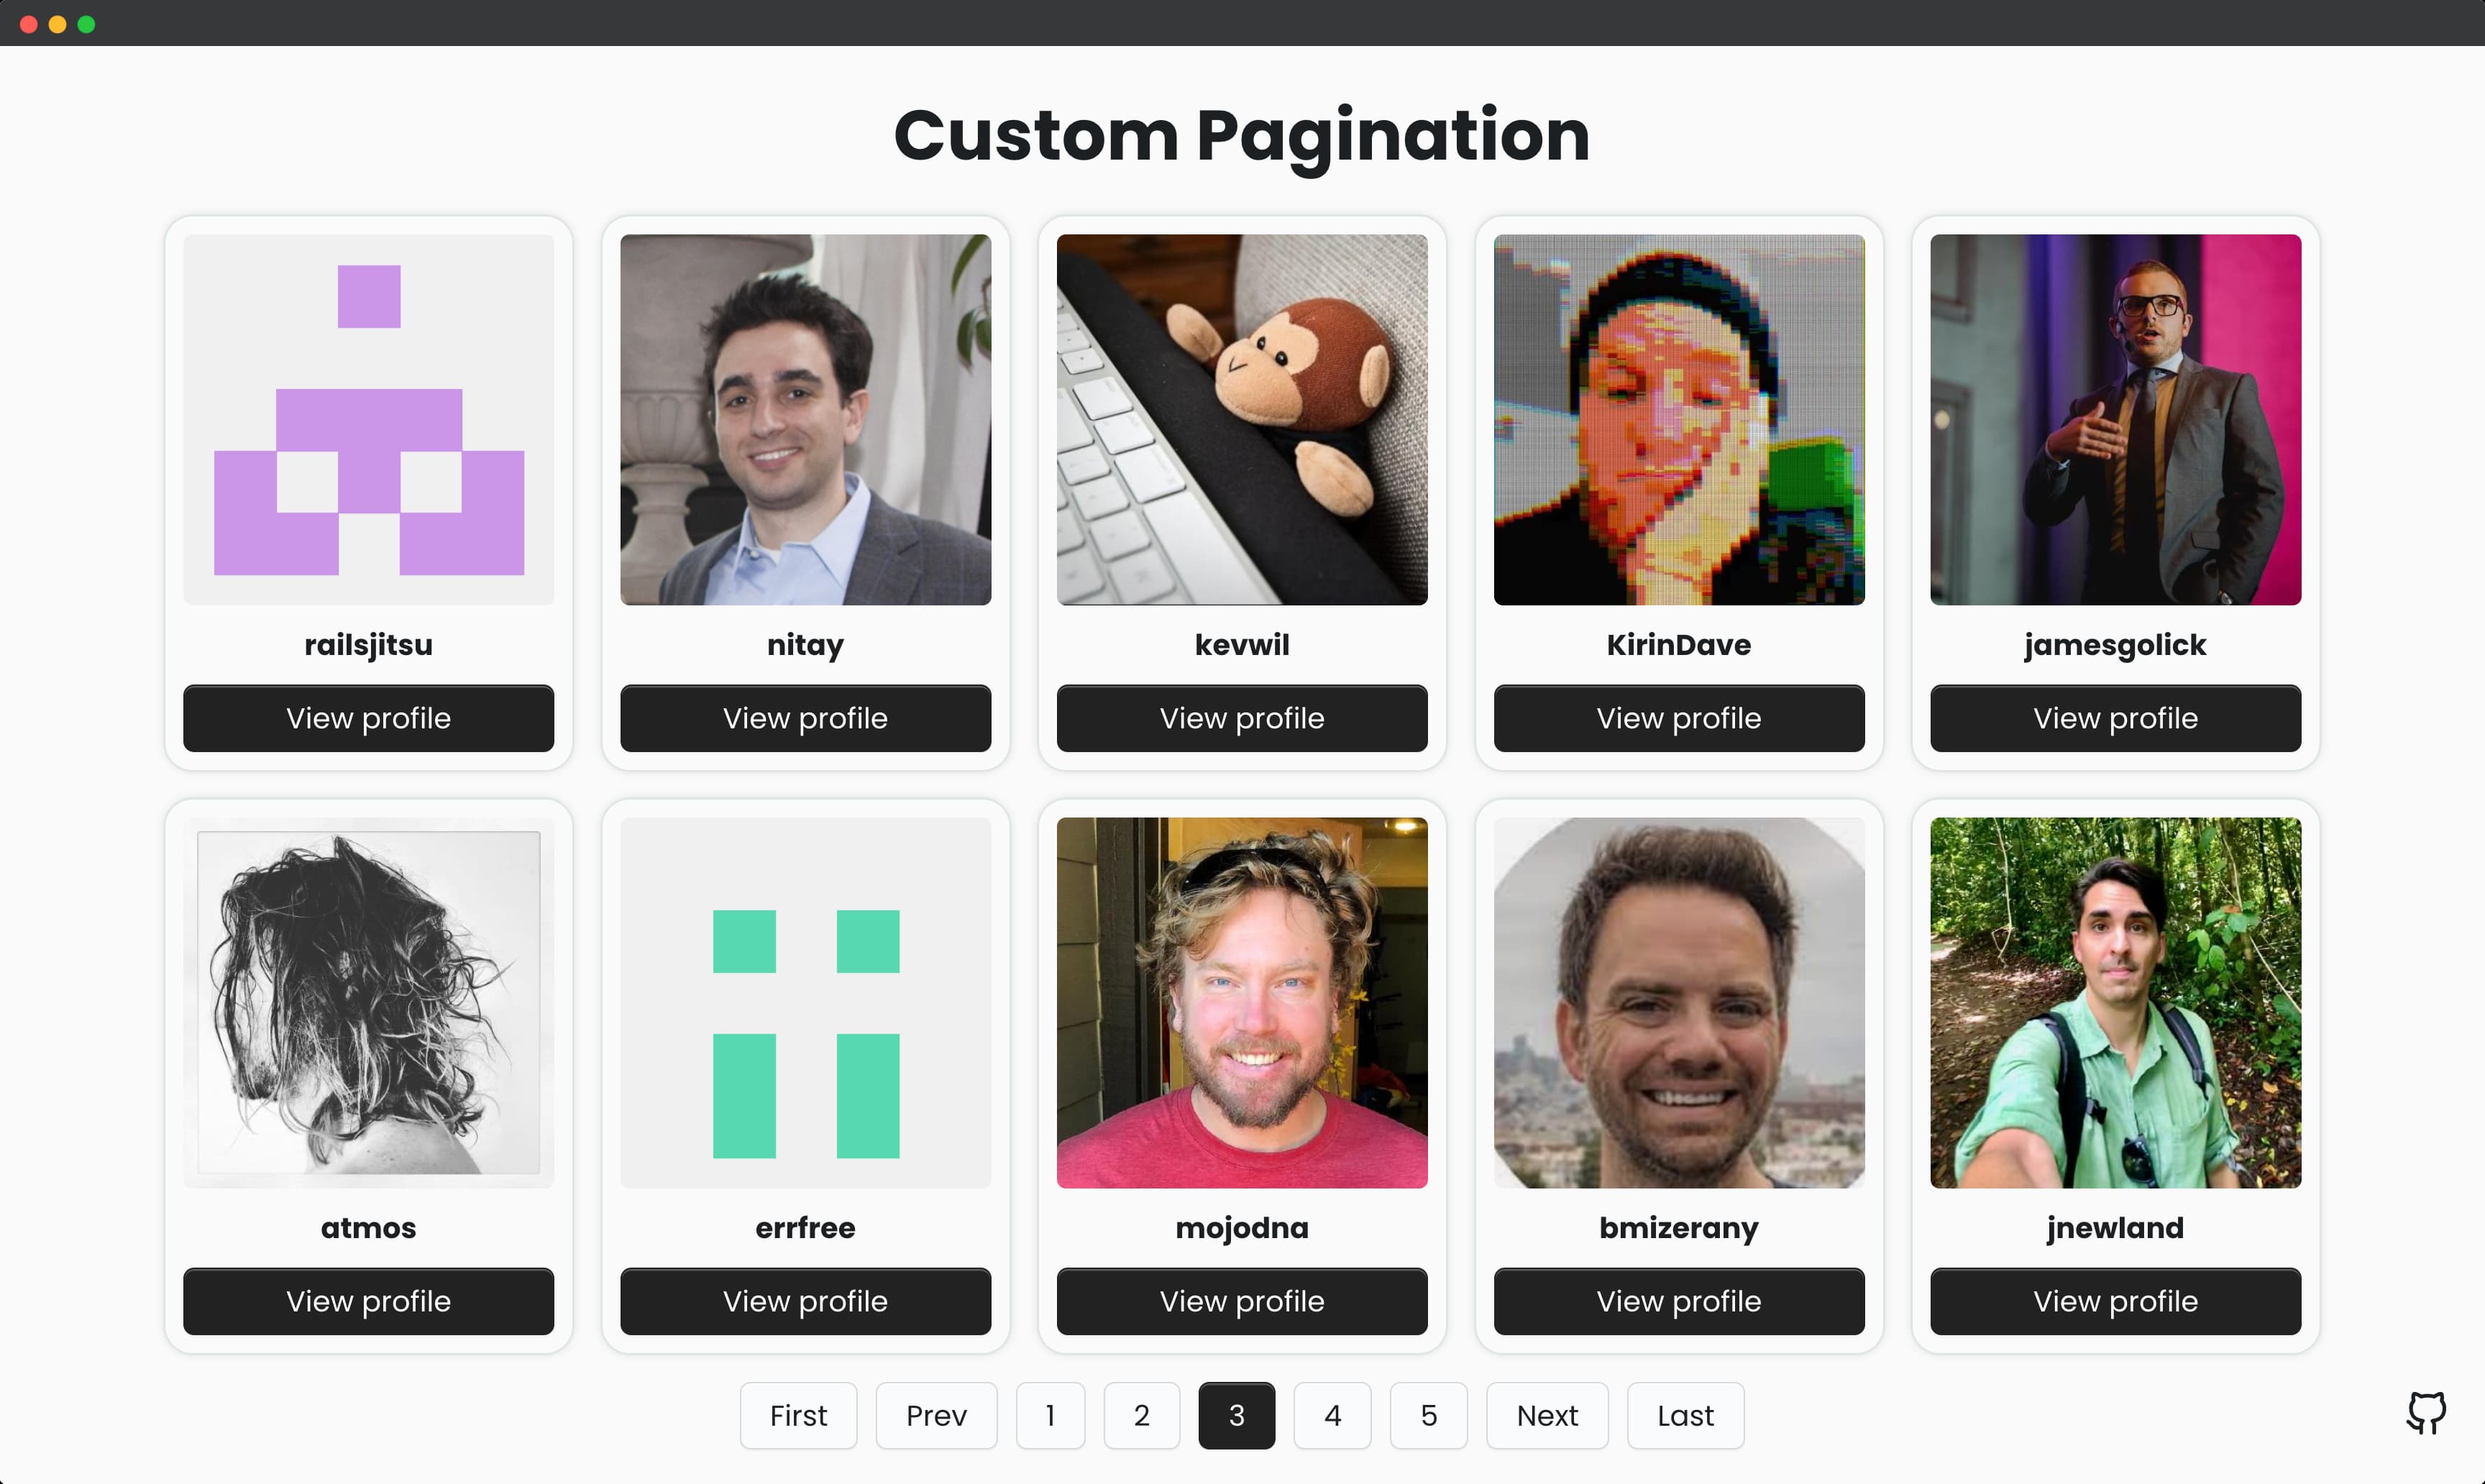 Custom Pagination
railsjitsu
nitay
kevwil
KirinDave
jamesgolick
View profile
View profile
View profile
View profile
View profile
atmos
errfree
mojodna
bmizerany
jnewland
View profile
View profile
View profile
View profile
View profile
First Prev 1 2 3 4 5 Next Last